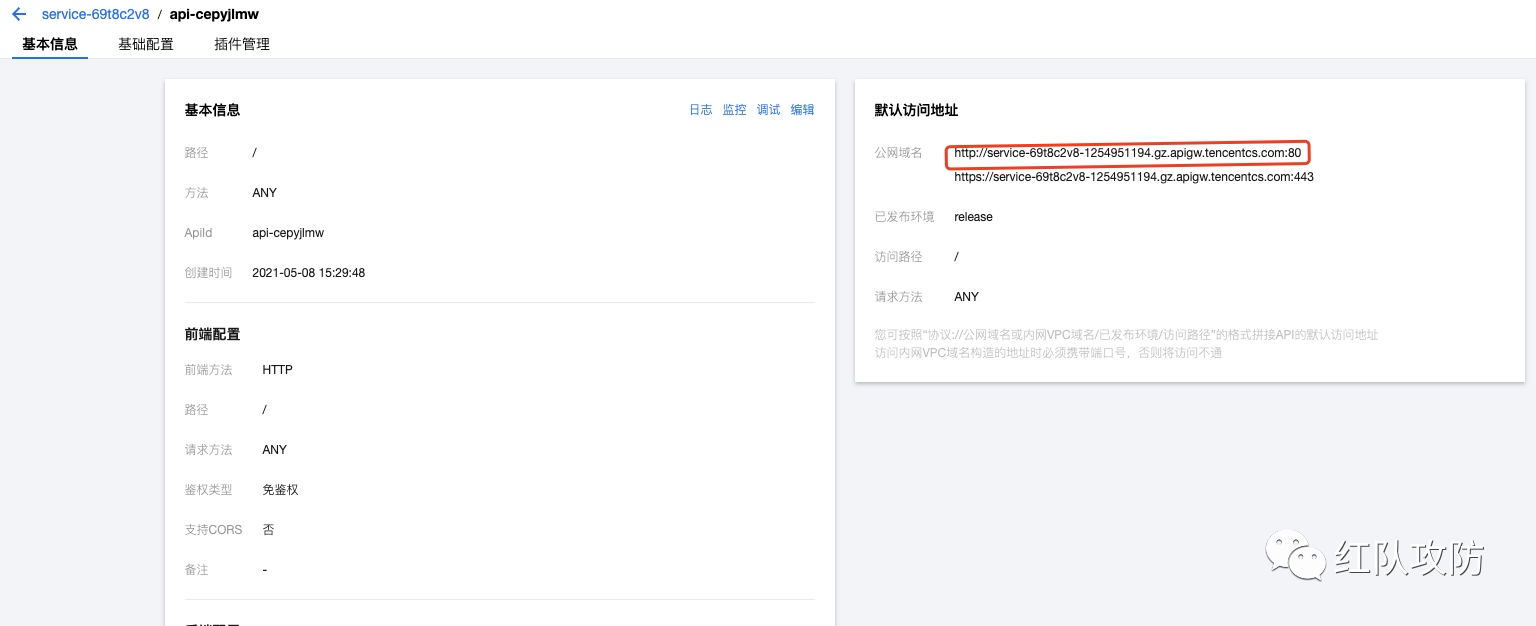 service-69t8c2v8 / api-cepyjlmw
基本信息 基础配置 插件管理
基本信息 日志 监控 调试 编辑
路径 /
方法 ANY
ApiId api-cepyjlmw
创建时间 2021-05-08 15:29:48
前端配置
前端方法 HTTP
路径 /
请求方法 ANY
鉴权类型 免鉴权
支持CORS 否
备注 -
默认访问地址
公网域名 http://service-69t8c2v8-1254951194.gz.apigw.tencentcs.com:80
https://service-69t8c2v8-1254951194.gz.apigw.tencentcs.com:443
已发布环境 release
访问路径 /
请求方法 ANY
您可按照“协议://公网域名或内网VPC域名/已发布环境/访问路径”的格式拼接API的默认访问地址
访问内网VPC域名构造的地址时必须携带端口号，否则将访问不通
红队攻防